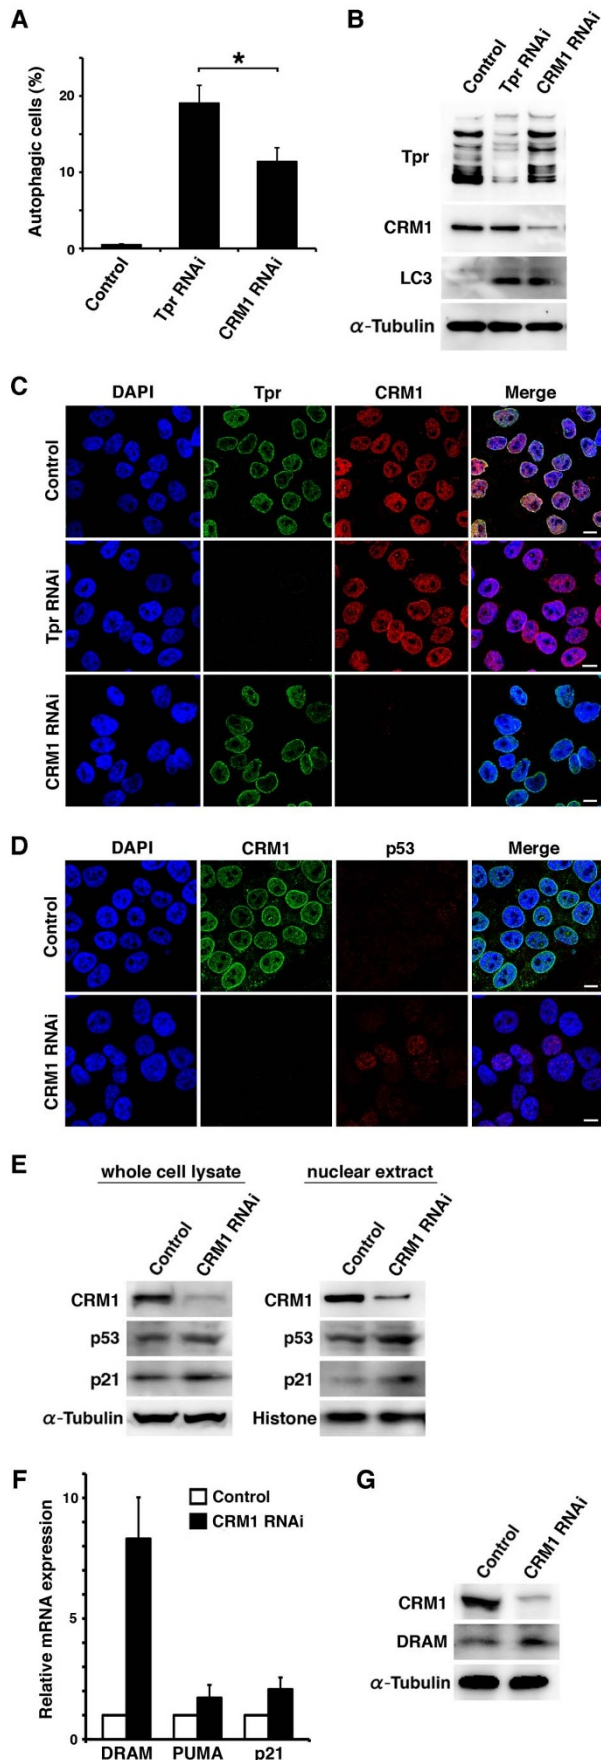 A
Autophagic cells (%)
20
10
0
*
Control
Tpr RNAi
CRM1 RNAi
B
Control
Tpr RNAi
CRM1 RNAi
Tpr
CRM1
LC3
α-Tubulin
C
DAPI Tpr CRM1 Merge
Control
Tpr RNAi
CRM1 RNAi
D
DAPI CRM1 p53 Merge
Control
CRM1 RNAi
E
whole cell lysate
Control
CRM1 RNAi
CRM1
p53
p21
α-Tubulin
nuclear extract
Control
CRM1 RNAi
CRM1
p53
p21
Histone
F
Relative mRNA expression
10
5
0
Control
CRM1 RNAi
DRAM PUMA p21
G
Control
CRM1 RNAi
CRM1
DRAM
α-Tubulin